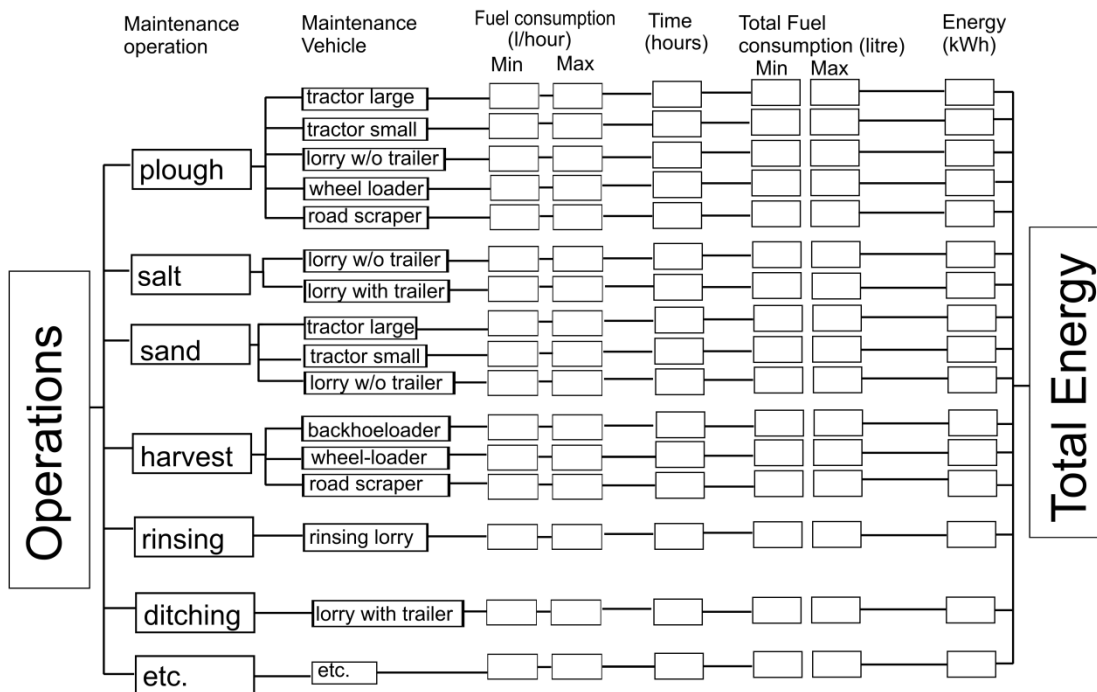 Maintenance
operation
Maintenance
Vehicle
Fuel consumption
(l/hour)
Min Max
Time
(hours)
Total Fuel
consumption (litre)
Min Max
Energy
(kWh)
Operations
plough
tractor large
tractor small
lorry w/o trailer
wheel loader
road scraper
salt
lorry w/o trailer
lorry with trailer
sand
tractor large
tractor small
lorry w/o trailer
harvest
backhoeloader
wheel-loader
road scraper
rinsing
rinsing lorry
ditching
lorry with trailer
etc.
etc.
Total Energy